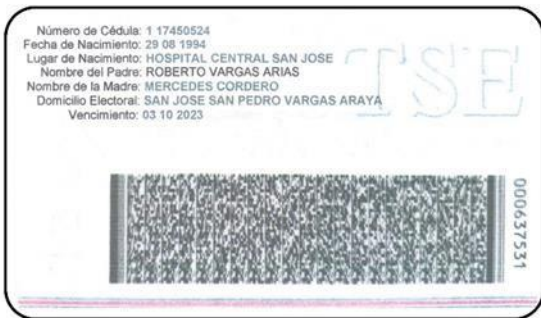 Número de Cédula: 1 17450524
Fecha de Nacimiento: 29 08 1994
Lugar de Nacimiento: HOSPITAL CENTRAL SAN JOSE
Nombre del Padre: ROBERTO VARGAS ARIAS
Nombre de la Madre: MERCEDES CORDERO
Domicilio Electoral: SAN JOSE SAN PEDRO VARGAS ARAYA
Vencimiento: 03 10 2023
TSE
000637531